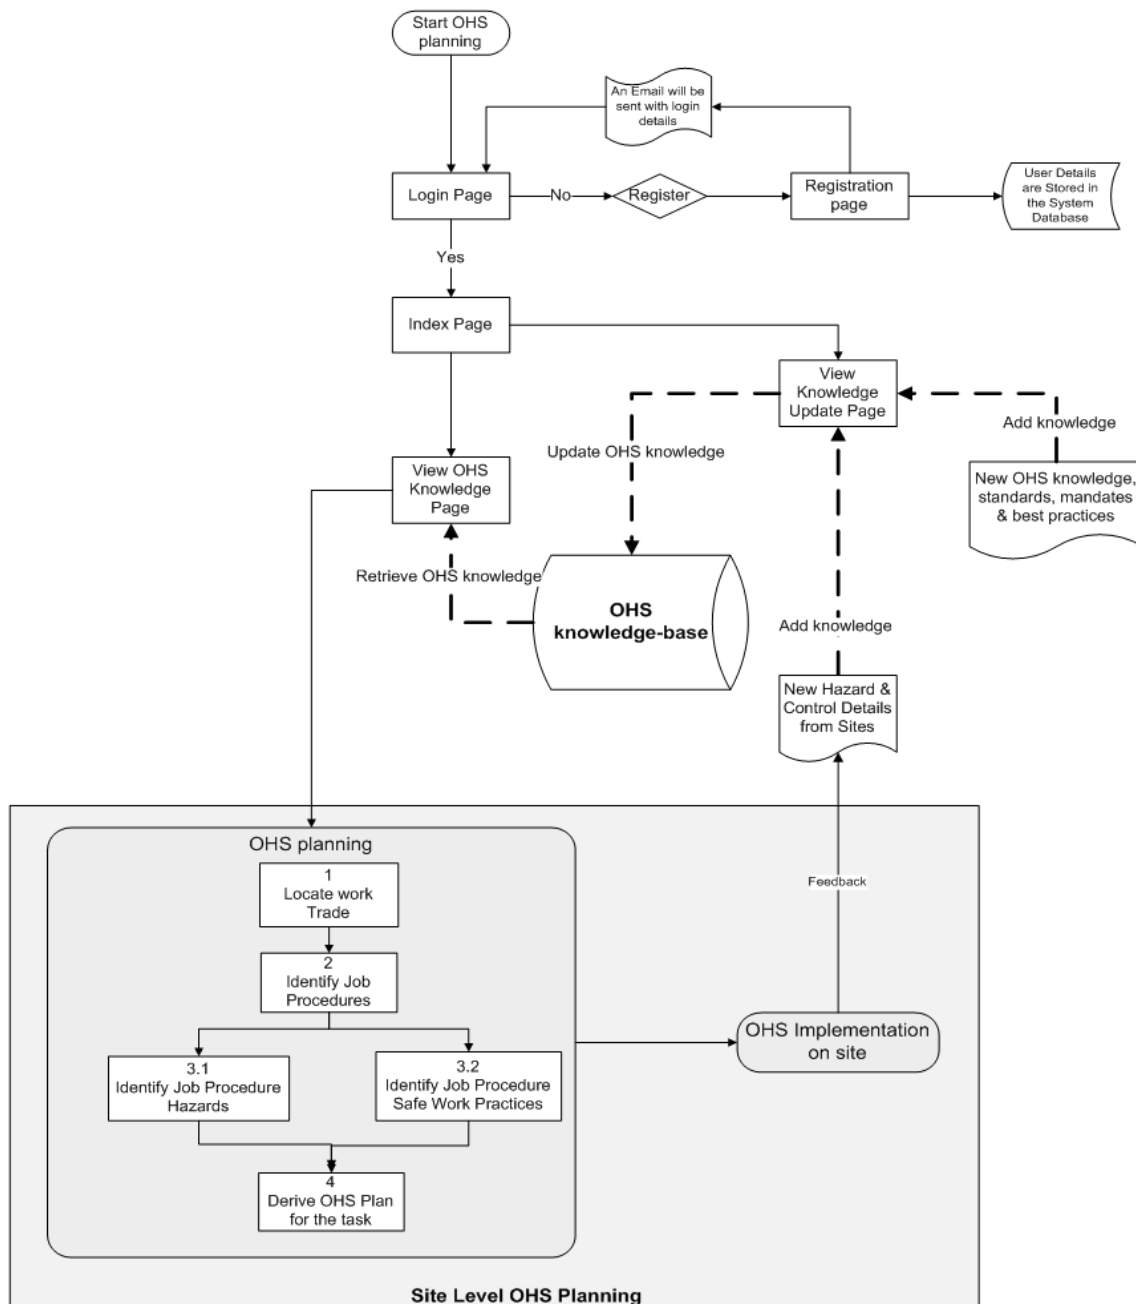 Start OHS
planning
An Email will be
sent with login
details
Login Page
No
Register
Registration
page
User Details
are Stored in
the System
Database
Yes
Index Page
View
Knowledge
Update Page
Add knowledge
Update OHS knowledge
View OHS
Knowledge
Page
New OHS knowledge,
standards, mandates
& best practices
Retrieve OHS knowledge
OHS
knowledge-base
Add knowledge
New Hazard &
Control Details
from Sites
OHS planning
1
Locate work
Trade
Feedback
2
Identify Job
Procedures
OHS Implementation
on site
3.1
Identify Job Procedure
Hazards
3.2
Identify Job Procedure
Safe Work Practices
4
Derive OHS Plan
for the task
Site Level OHS Planning